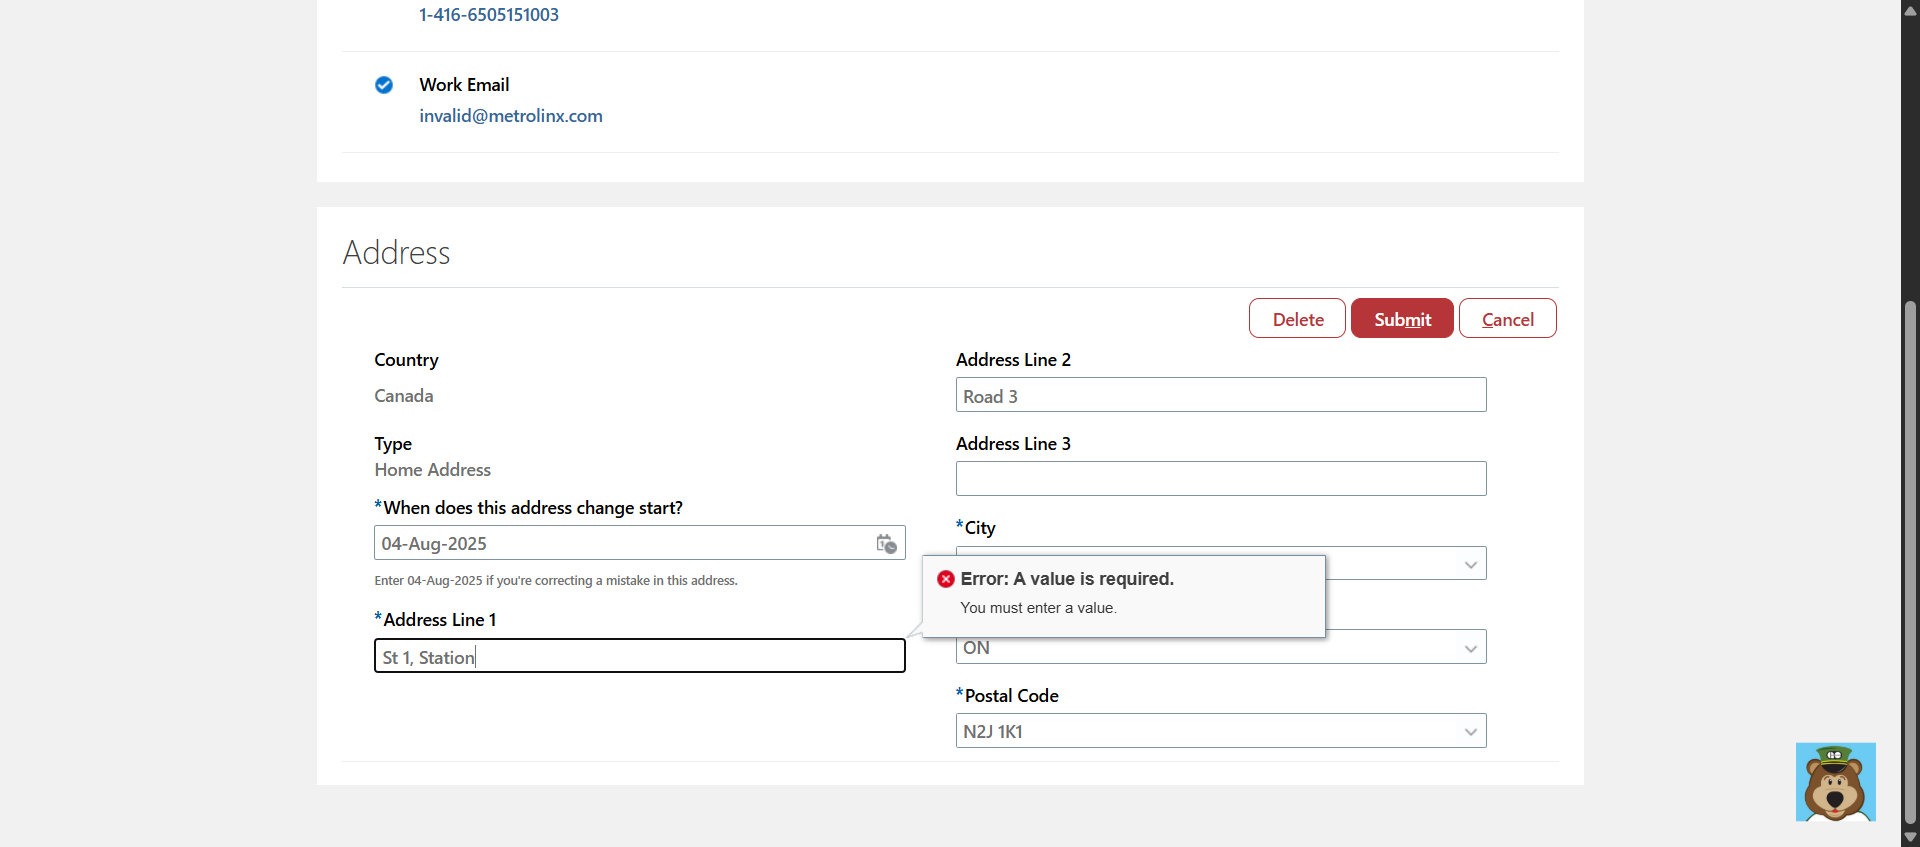 1-416-6505151003
Work Email
invalid@metrolinx.com
Address
Delete
Submit
Cancel
Country
Canada
Type
Home Address
*When does this address change start?
04-Aug-2025
Enter 04-Aug-2025 if you're correcting a mistake in this address.
*Address Line 1
St 1, Station
Address Line 2
Road 3
Address Line 3
*City
Error: A value is required.
You must enter a value.
ON
*Postal Code
N2J 1K1